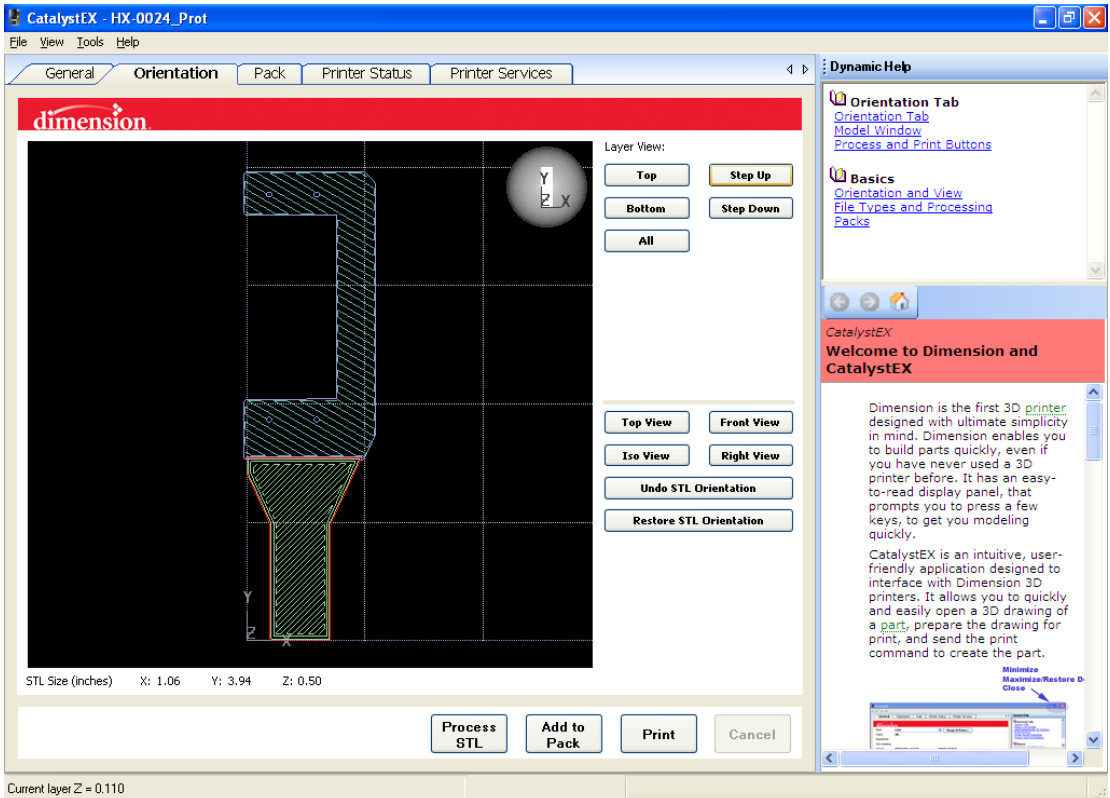 CatalystEX - HX-0024_Prot
File View Tools Help
General Orientation Pack Printer Status Printer Services
dimension
Layer View:
Top Step Up
Bottom Step Down
All
Y
Z X
Top View Front View
Iso View Right View
Undo STL Orientation
Restore STL Orientation
Y
Z
X
STL Size (inches) X: 1.06 Y: 3.94 Z: 0.50
Process STL
Add to Pack
Print
Cancel
Current layer Z = 0.110
Dynamic Help
Orientation Tab
Orientation Tab
Model Window
Process and Print Buttons
Basics
Orientation and View
File Types and Processing
Packs
CatalystEX
Welcome to Dimension and
CatalystEX
Dimension is the first 3D printer
designed with ultimate simplicity
in mind. Dimension enables you
to build parts quickly, even if
you have never used a 3D
printer before. It has an easy-
to-read display panel, that
prompts you to press a few
keys, to get you modeling
quickly.
CatalystEX is an intuitive, user-
friendly application designed to
interface with Dimension 3D
printers. It allows you to quickly
and easily open a 3D drawing of
a part, prepare the drawing for
print, and send the print
command to create the part.
Minimize
Maximize/Restore D
Close